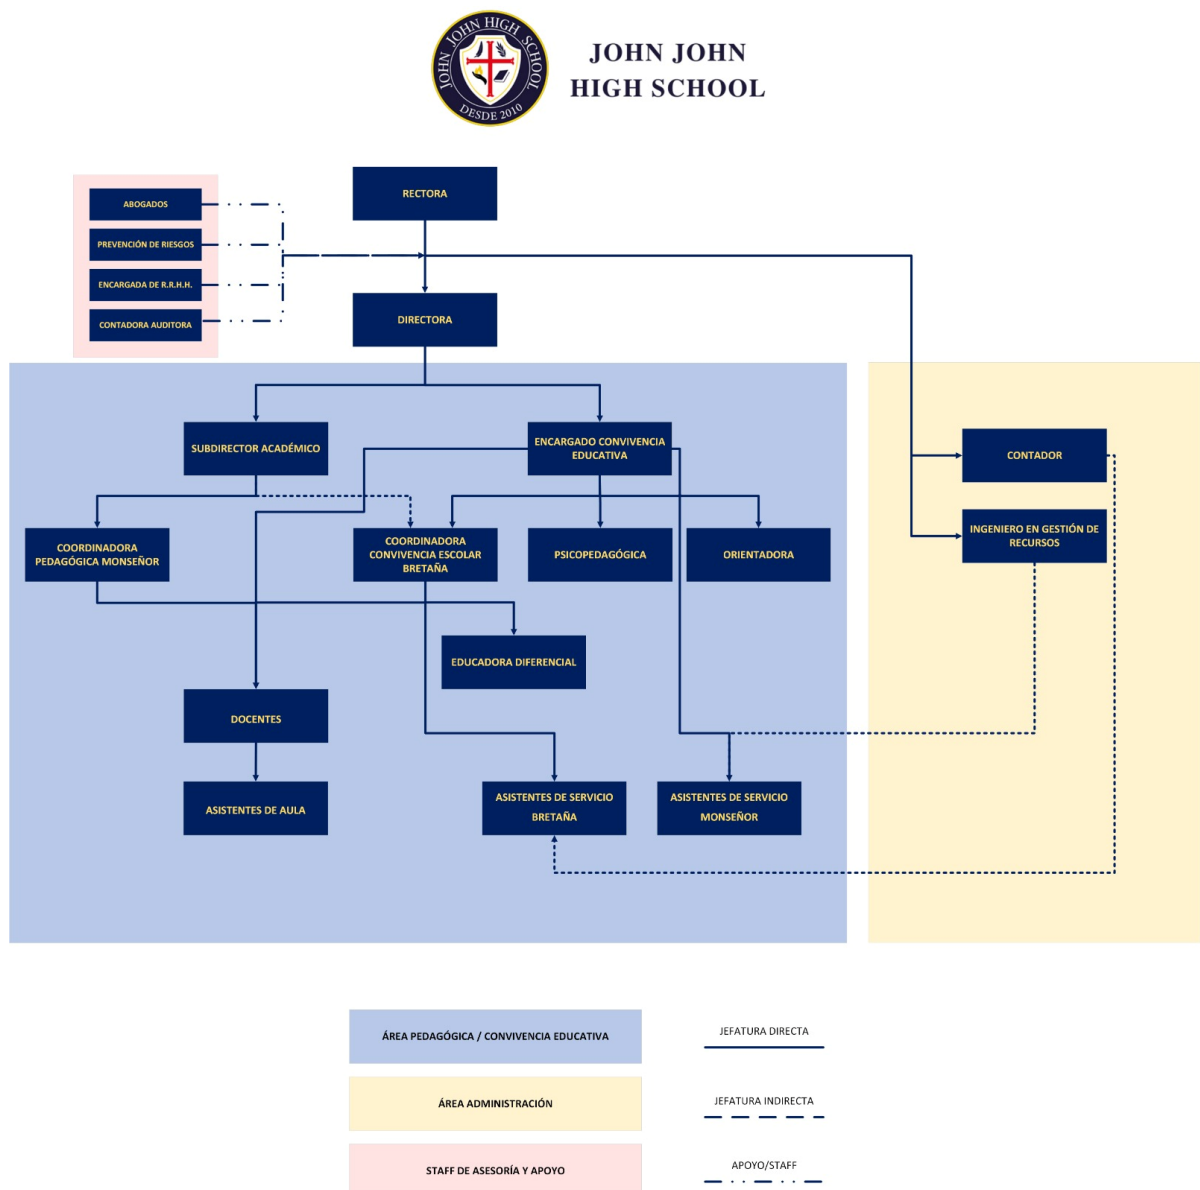 JOHN JOHN HIGH SCHOOL
DESDE 2010
JOHN JOHN
HIGH SCHOOL
RECTORA
ABOGADOS
PREVENCIÓN DE RIESGOS
ENCARGADA DE R.R.H.H.
CONTADORA AUDITORA
DIRECTORA
SUBDIRECTOR ACADÉMICO
ENCARGADO CONVIVENCIA
EDUCATIVA
CONTADOR
COORDINADORA
PEDAGÓGICA MONSEÑOR
COORDINADORA
CONVIVENCIA ESCOLAR
BRETAÑA
PSICOPEDAGÓGICA
ORIENTADORA
INGENIERO EN GESTIÓN DE
RECURSOS
EDUCADORA DIFERENCIAL
DOCENTES
ASISTENTES DE AULA
ASISTENTES DE SERVICIO
BRETAÑA
ASISTENTES DE SERVICIO
MONSEÑOR
ÁREA PEDAGÓGICA / CONVIVENCIA EDUCATIVA
JEFATURA DIRECTA
ÁREA ADMINISTRACIÓN
JEFATURA INDIRECTA
STAFF DE ASESORÍA Y APOYO
APOYO/STAFF